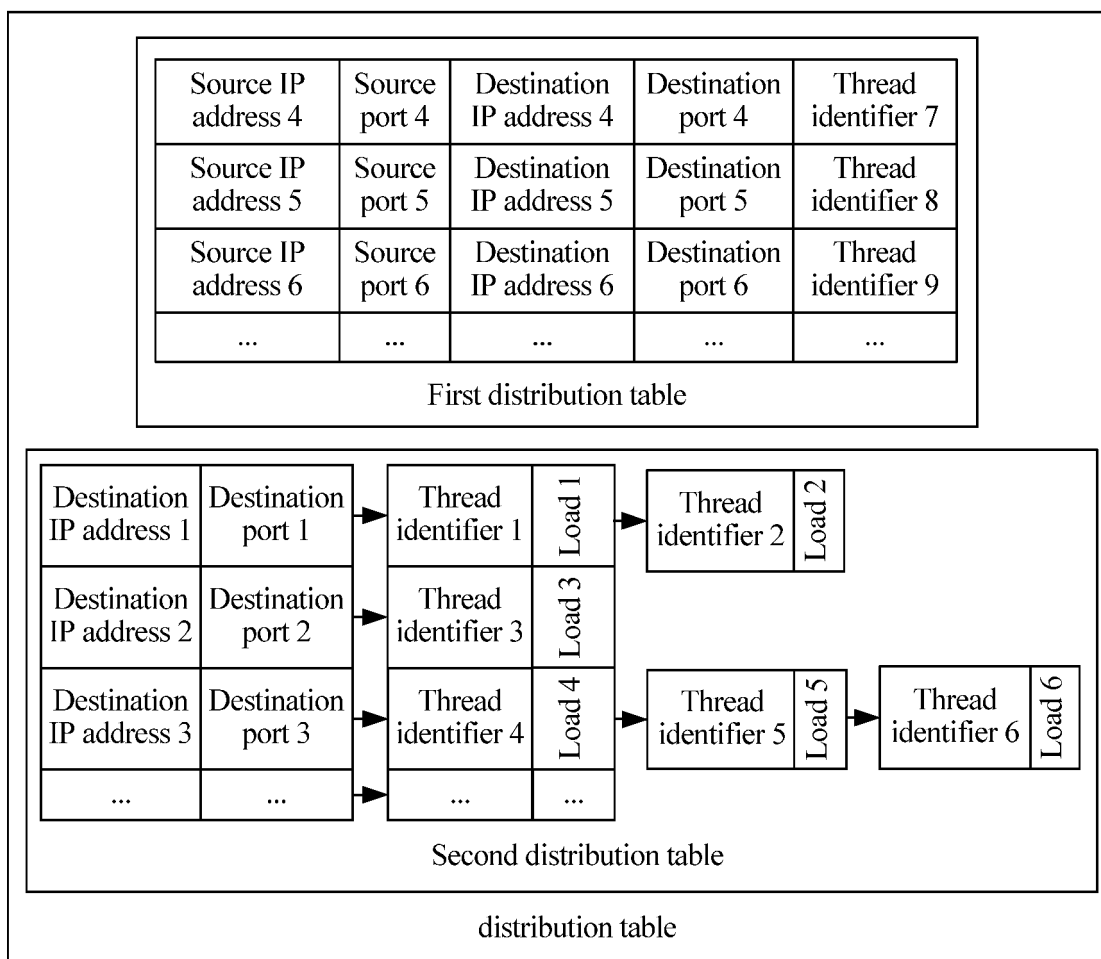 Source IP address 4 Source port 4 Destination IP address 4 Destination port 4 Thread identifier 7
Source IP address 5 Source port 5 Destination IP address 5 Destination port 5 Thread identifier 8
Source IP address 6 Source port 6 Destination IP address 6 Destination port 6 Thread identifier 9
... ... ... ... ...
First distribution table
Destination IP address 1 Destination port 1 Thread identifier 1 Load 1 Thread identifier 2 Load 2
Destination IP address 2 Destination port 2 Thread identifier 3 Load 3
Destination IP address 3 Destination port 3 Thread identifier 4 Load 4 Thread identifier 5 Load 5 Thread identifier 6 Load 6
... ... ... ...
Second distribution table
distribution table